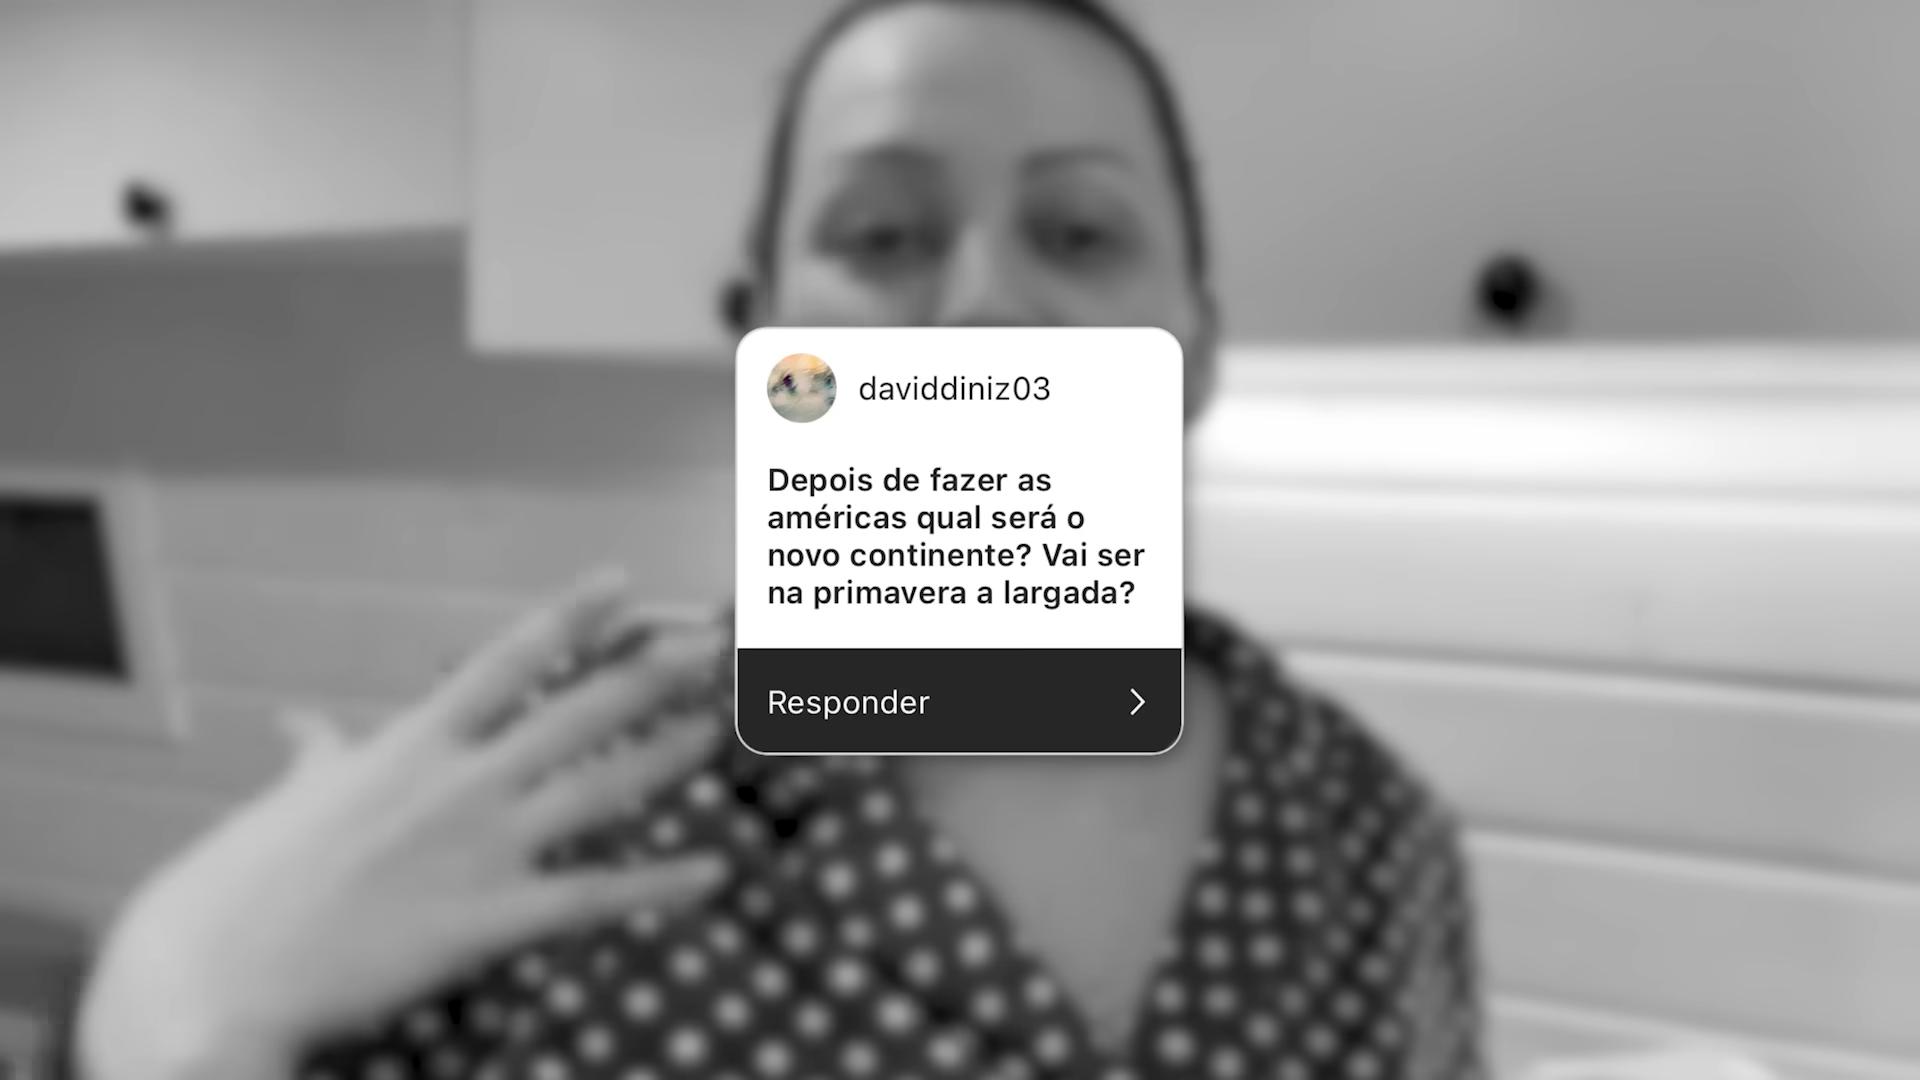 daviddiniz03
Depois de fazer as
américas qual será o
novo continente? Vai ser
na primavera a largada?
Responder